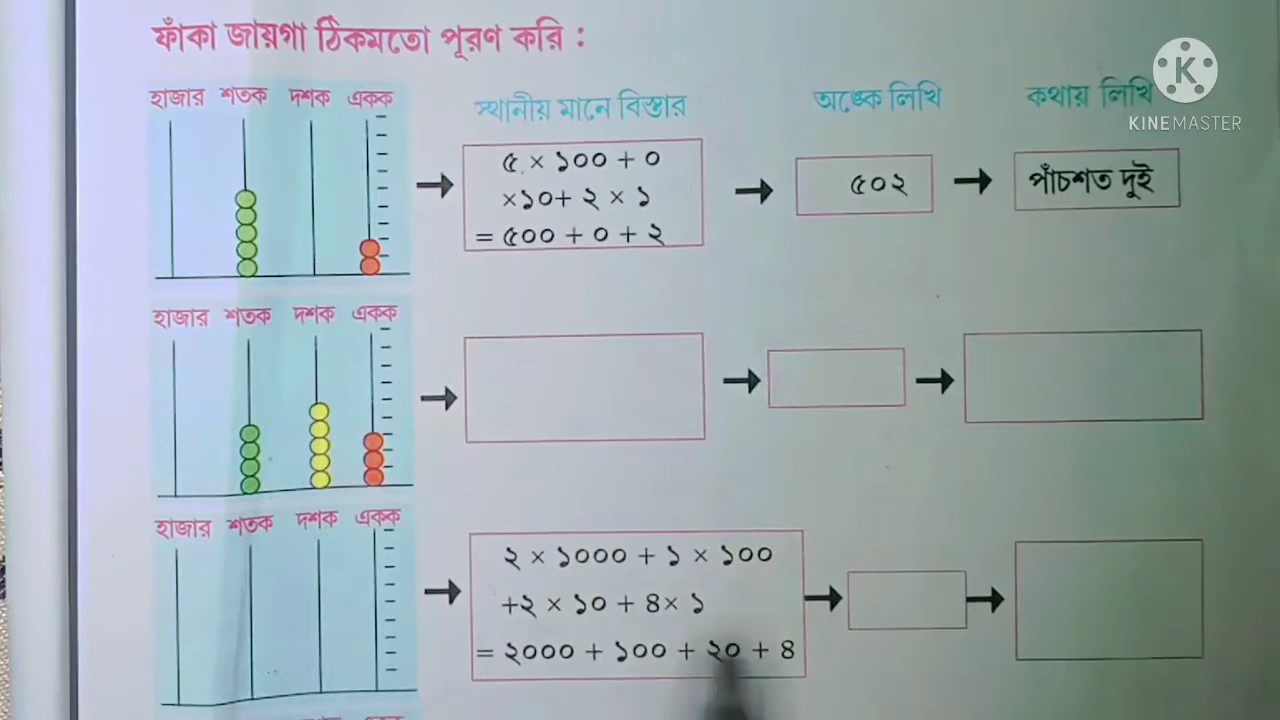 ফাঁকা জায়গা ঠিকমতো পূরণ করি :
হাজার শতক দশক একক
স্থানীয় মানে বিস্তার
অঙ্কে লিখি
কথায় লিখি
K
KINEMASTER
৫ × ১০০ + ০
×১০+ ২ × ১
= ৫০০ + ০ + ২
৫০২
পাঁচশত দুই
হাজার শতক দশক একক
হাজার শতক দশক একক
২ × ১০০০ + ১ × ১০০
+২ × ১০ + ৪× ১
= ২০০০ + ১০০ + ২০ + ৪